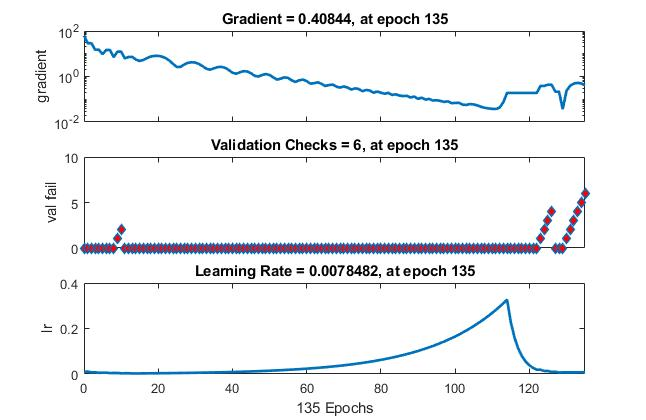 Gradient = 0.40844, at epoch 135
10^2
10^0
10^-2
gradient
Validation Checks = 6, at epoch 135
10
5
0
val fail
Learning Rate = 0.0078482, at epoch 135
0.4
0.2
0
lr
0 20 40 60 80 100 120
135 Epochs